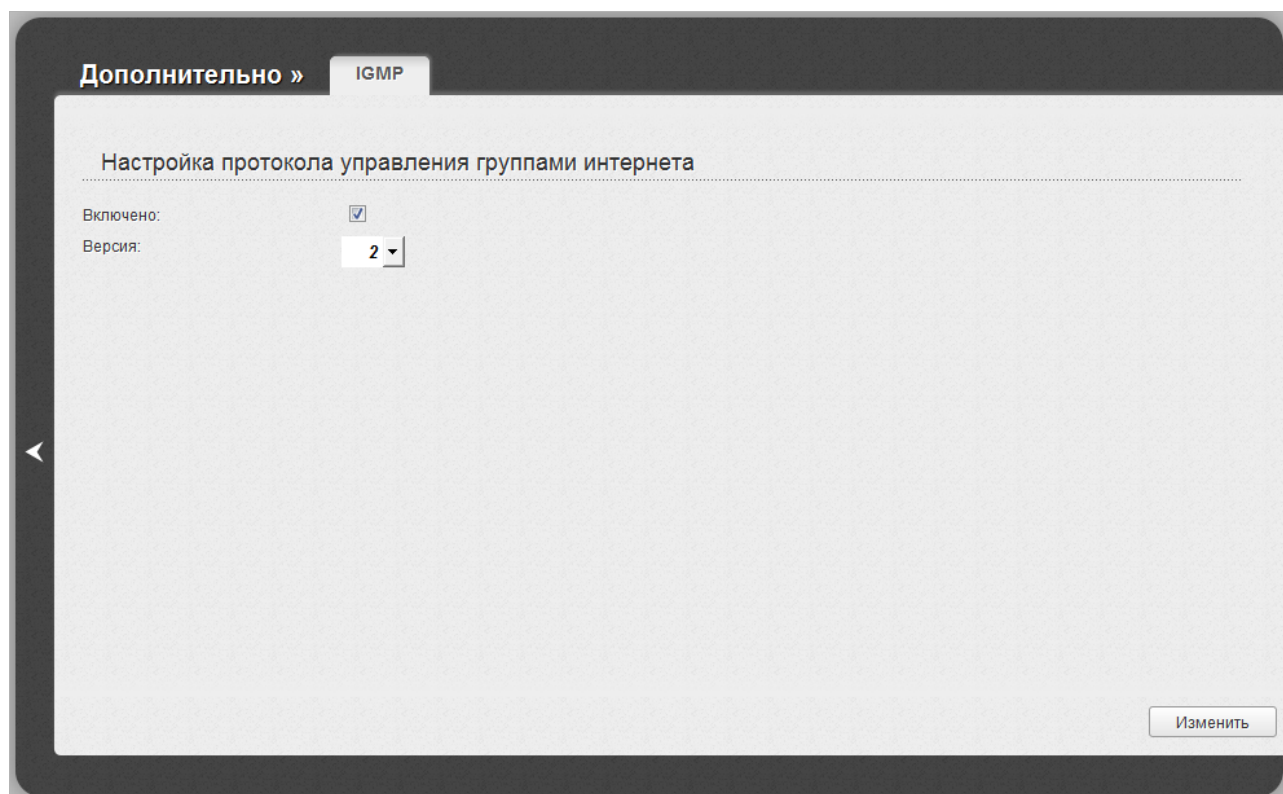 Дополнительно » IGMP
Настройка протокола управления группами интернета
Включено:
Версия: 2
Изменить